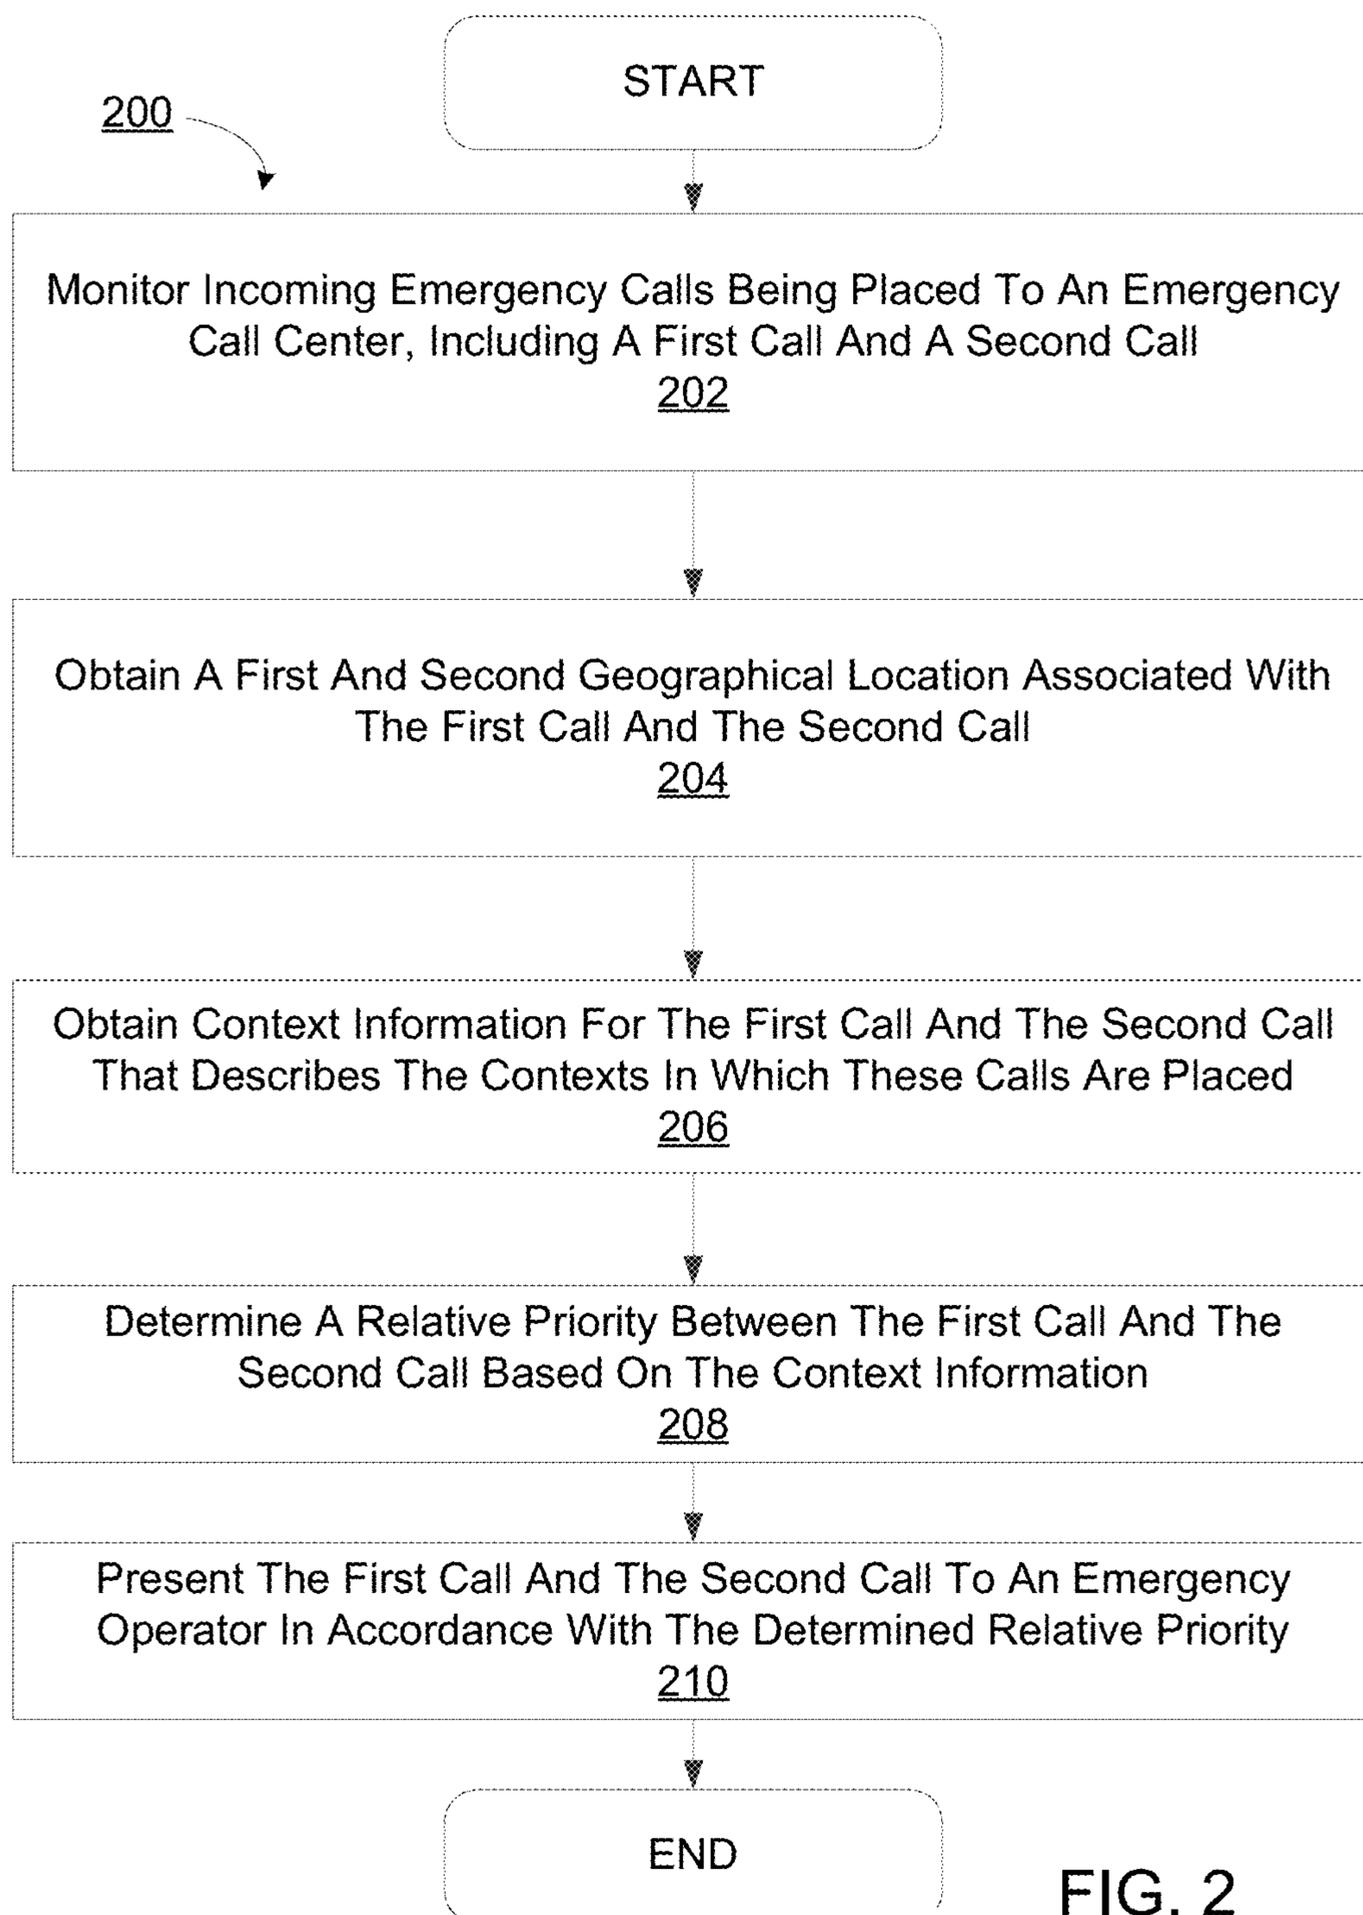 START
200
Monitor Incoming Emergency Calls Being Placed To An Emergency
Call Center, Including A First Call And A Second Call
202
Obtain A First And Second Geographical Location Associated With
The First Call And The Second Call
204
Obtain Context Information For The First Call And The Second Call
That Describes The Contexts In Which These Calls Are Placed
206
Determine A Relative Priority Between The First Call And The
Second Call Based On The Context Information
208
Present The First Call And The Second Call To An Emergency
Operator In Accordance With The Determined Relative Priority
210
END
FIG. 2